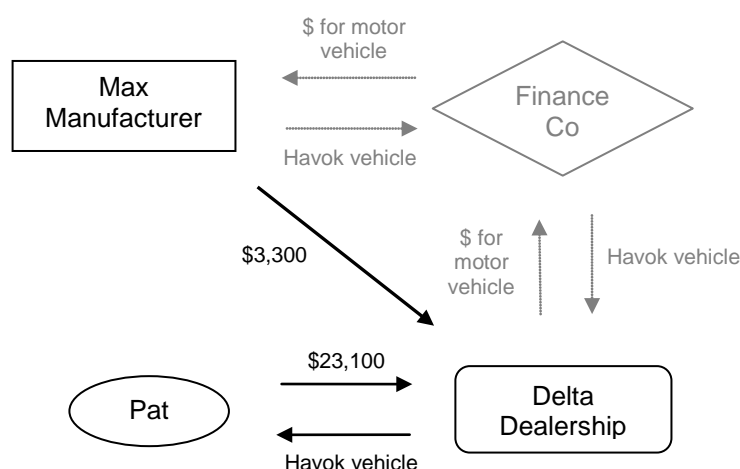 $ for motor
vehicle
Max
Manufacturer
Finance
Co
Havok vehicle
$3,300
$ for
motor
vehicle
Havok vehicle
$23,100
Pat
Delta
Dealership
Havok vehicle